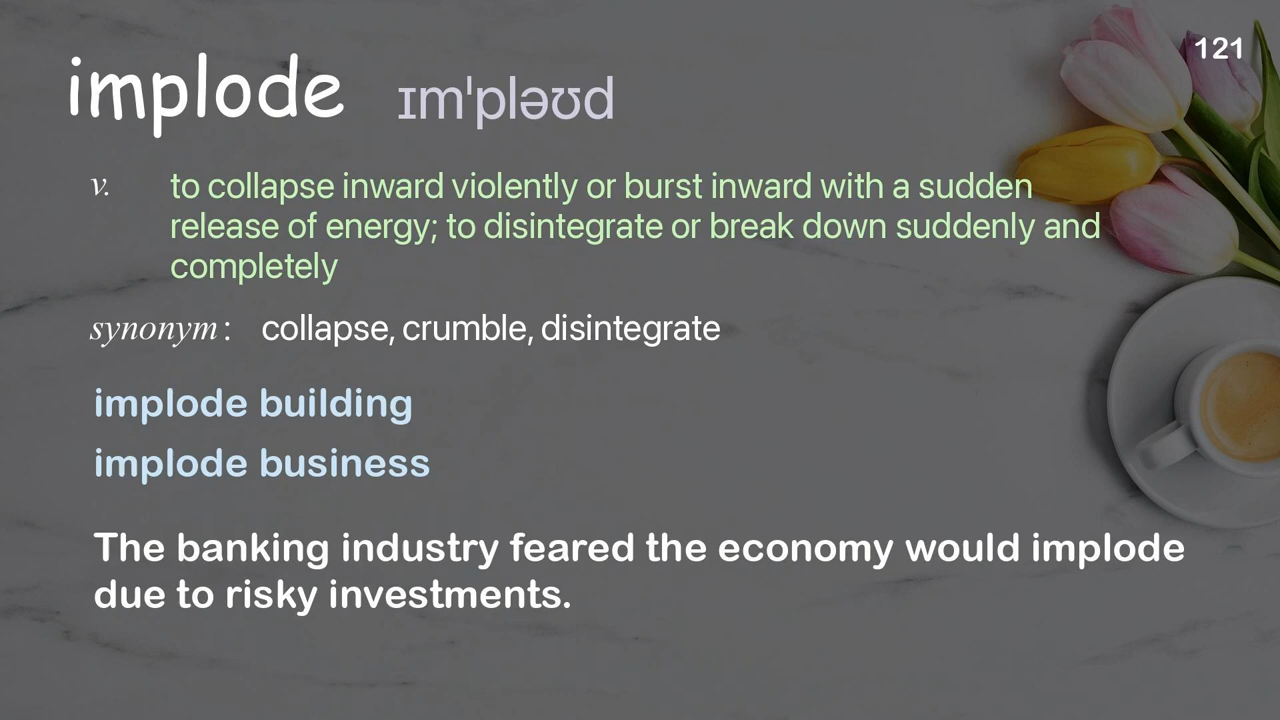 121
implode ɪmˈpləʊd
v. to collapse inward violently or burst inward with a sudden
release of energy; to disintegrate or break down suddenly and
completely
synonym: collapse, crumble, disintegrate
implode building
implode business
The banking industry feared the economy would implode
due to risky investments.